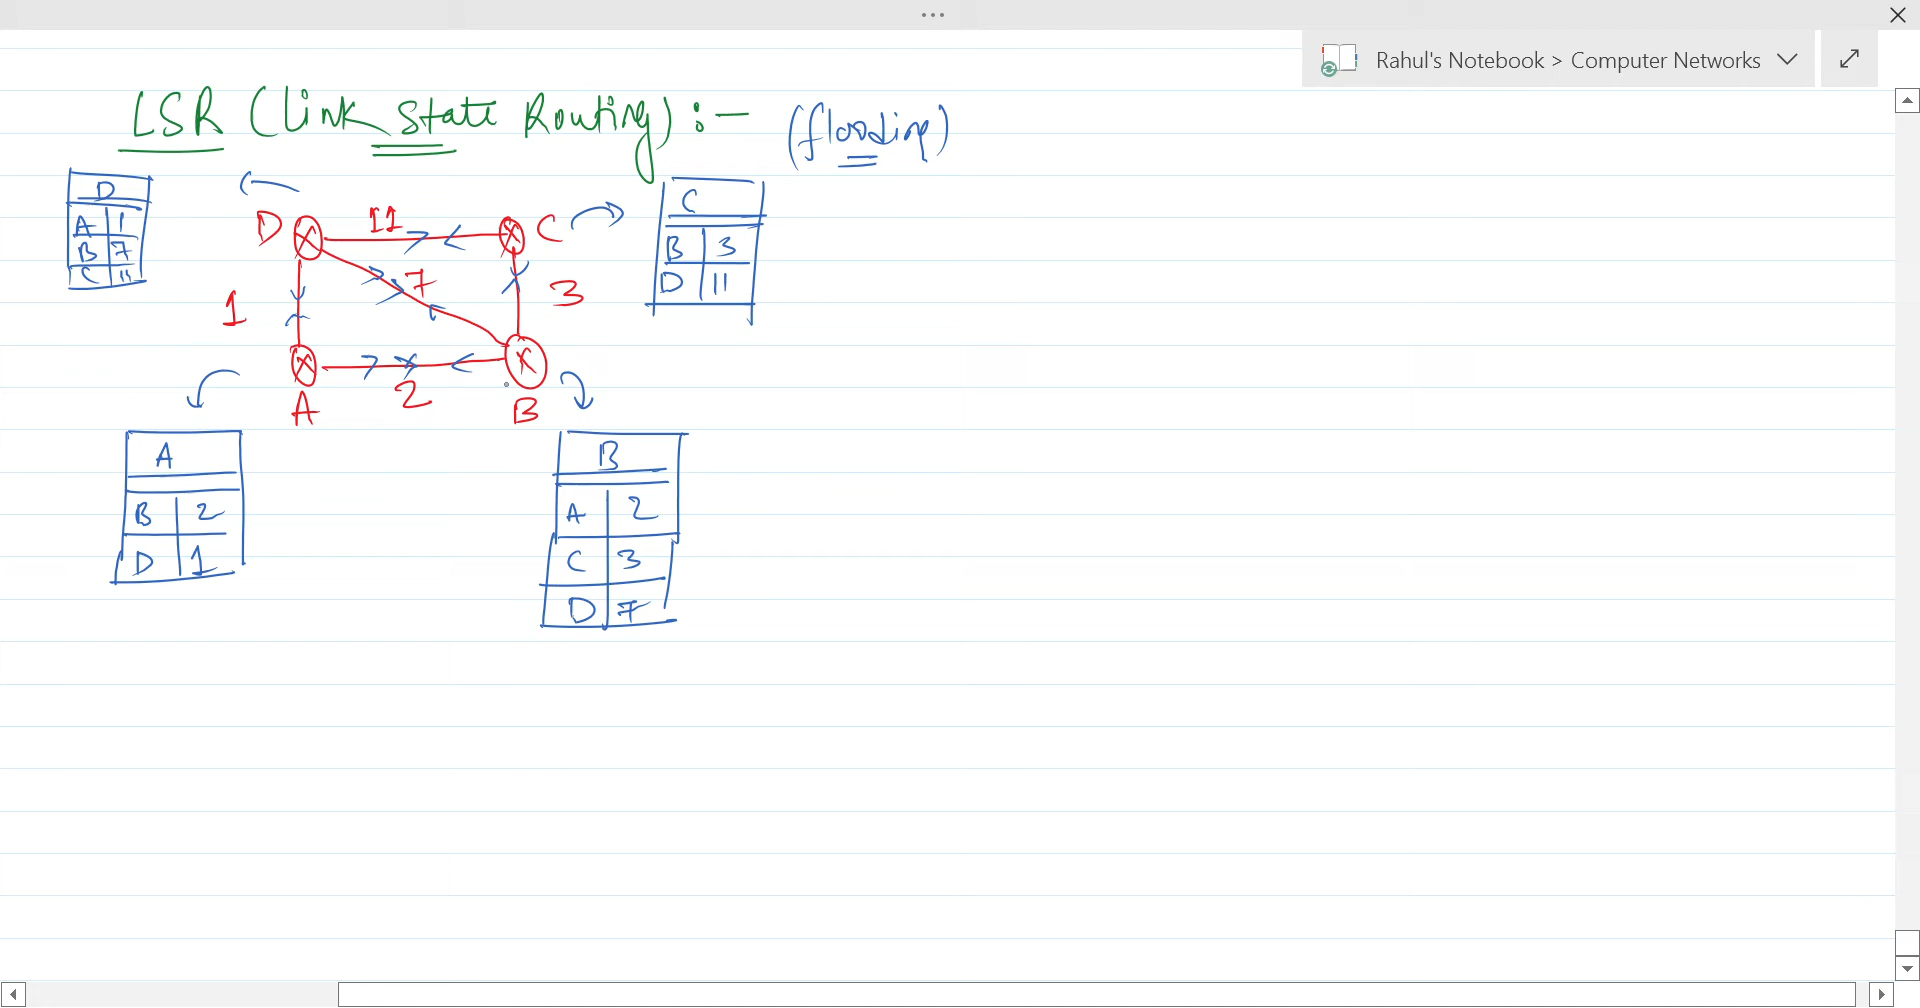 Rahul's Notebook > Computer Networks
LSR (Link State Routing) :- (flooding)
D
A 1
B 7
C 11
C
B 3
D 11
D 11 C
7
1 3
2
A B
A
B 2
D 1
B
A 2
C 3
D 7